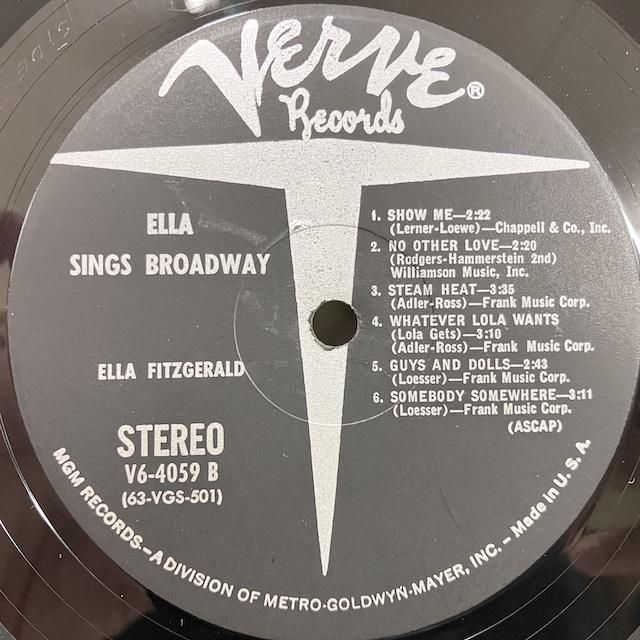 Verve ®
Records
ELLA
SINGS BROADWAY
ELLA FITZGERALD
STEREO
V6-4059 B
(63-VGS-501)
1. SHOW ME—2:22
(Lerner-Loewe)—Chappell & Co., Inc.
2. NO OTHER LOVE—2:20
(Rodgers-Hammerstein 2nd)
Williamson Music, Inc.
3. STEAM HEAT—3:35
(Adler-Ross)—Frank Music Corp.
4. WHATEVER LOLA WANTS
(Lola Gets)—3:10
(Adler-Ross)—Frank Music Corp.
5. GUYS AND DOLLS—2:43
(Loesser)—Frank Music Corp.
6. SOMEBODY SOMEWHERE—3:11
(Loesser)—Frank Music Corp.
(ASCAP)
MGM RECORDS–A DIVISION OF METRO-GOLDWYN-MAYER, INC. – Made in U.S.A.
SIDE